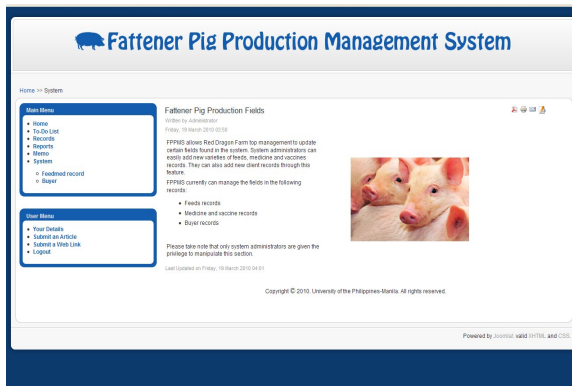 Fattener Pig Production Management System
Home >> System
Main Menu
Home
To-Do List
Records
Reports
Memo
System
Feedmed record
Buyer
User Menu
Your Details
Submit an Article
Submit a Web Link
Logout
Fattener Pig Production Fields
Written by Administrator
Friday, 19 March 2010 03:58
FPPMS allows Red Dragon Farm top management to update
certain fields found in the system. System administrators can
easily add new varieties of feeds, medicine and vaccines
records. They can also add new client records through this
feature.
FPPMS currently can manage the fields in the following
records:
Feeds records
Medicine and vaccine records
Buyer records
Please take note that only system administrators are given the
privilege to manipulate this section.
Last Updated on Friday, 19 March 2010 04:01
Copyright © 2010. University of the Philippines-Manila. All rights reserved.
Powered by Joomla!. valid XHTML and CSS.